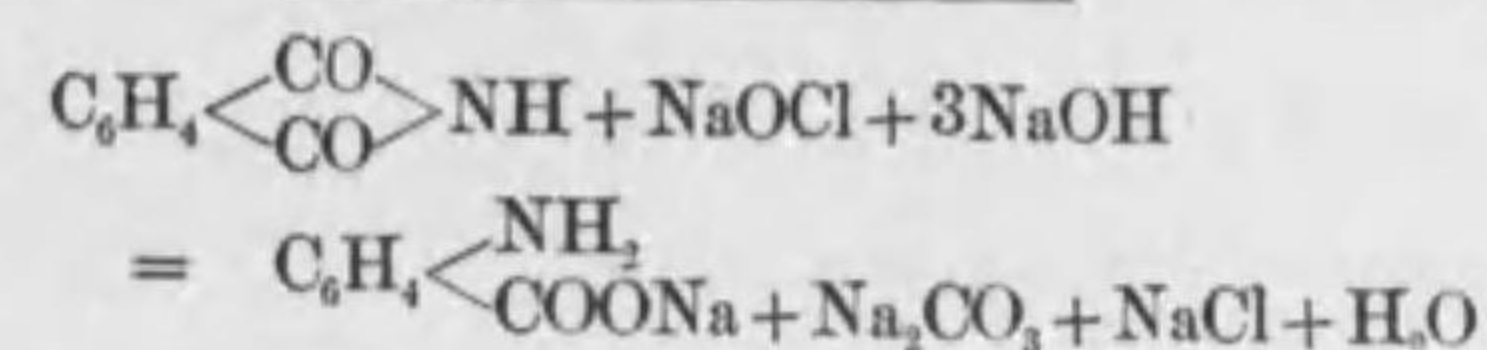 C₆H₄<CO CO>NH+NaOCl+3NaOH
= C₆H₄<NH₂ COONa+Na₂CO₃+NaCl+H₂O